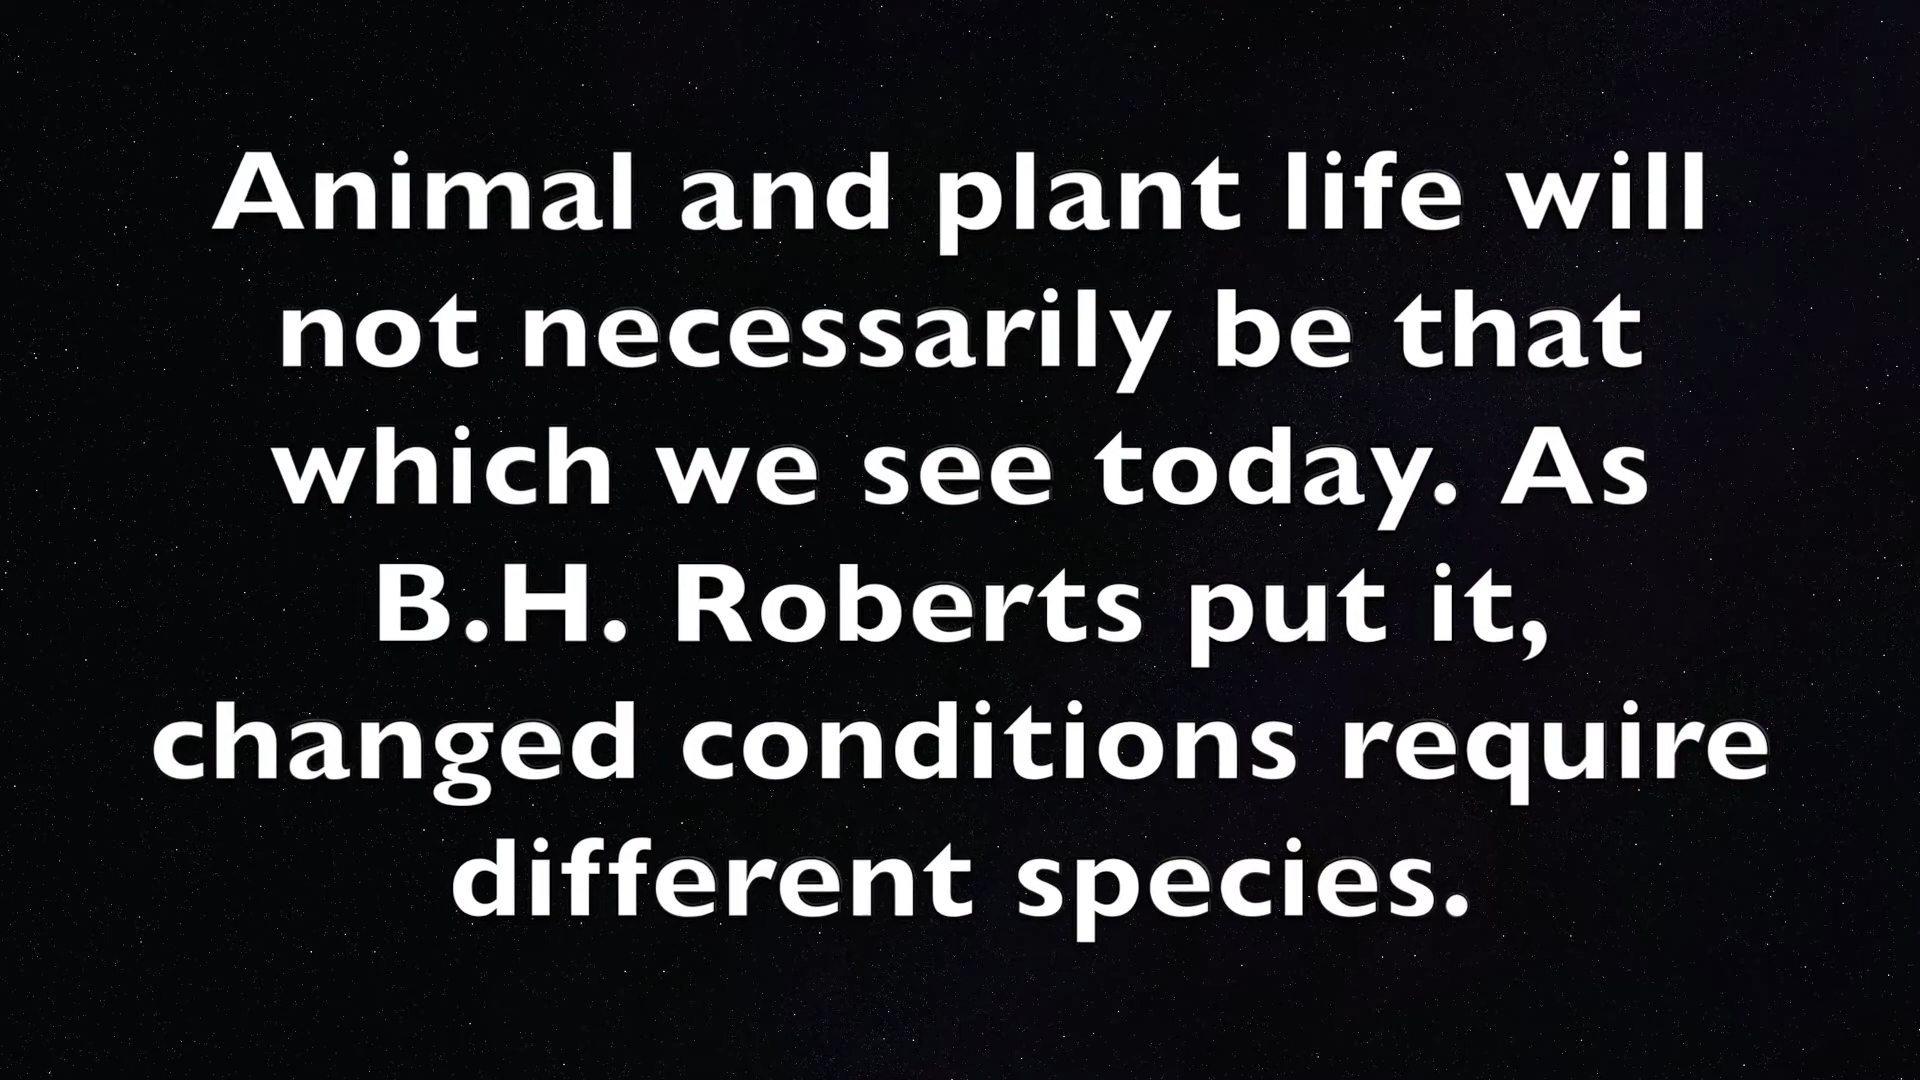 Animal and plant life will
not necessarily be that
which we see today. As
B.H. Roberts put it,
changed conditions require
different species.